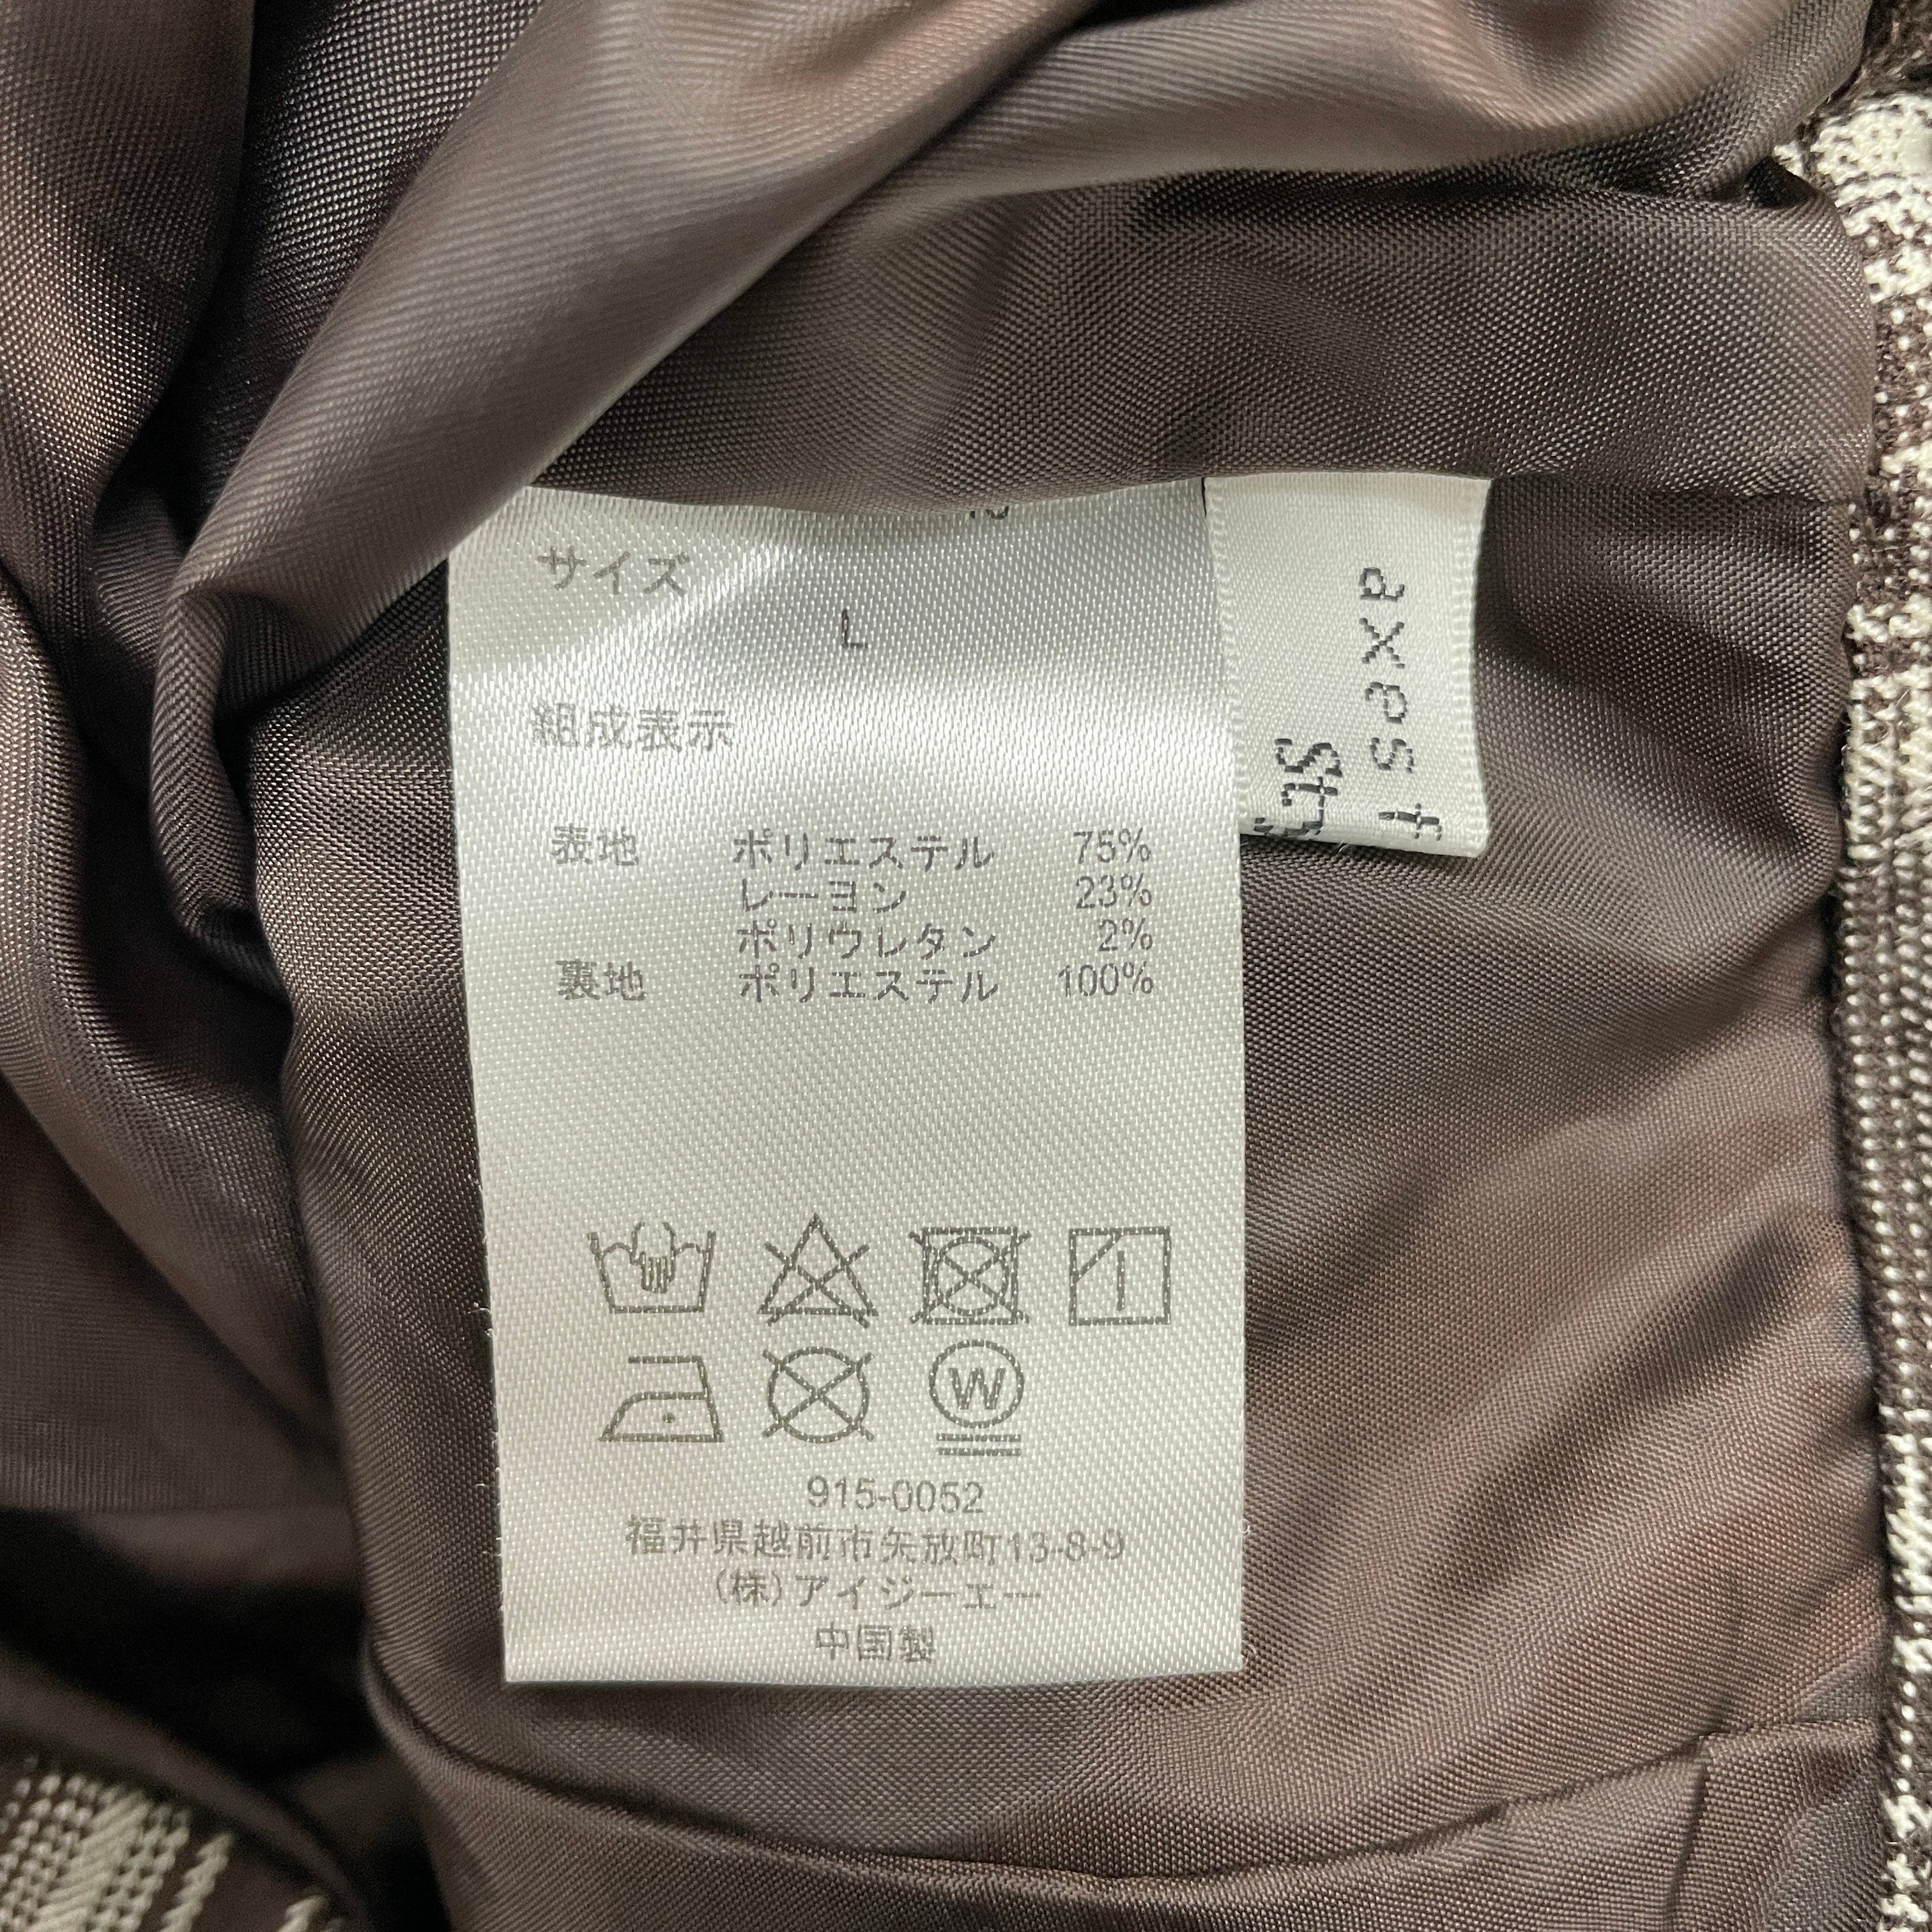 サイズ
L
組成表示
表地 ポリエステル 75%
レーヨン 23%
ポリウレタン 2%
裏地 ポリエステル 100%
W
915-0052
福井県越前市矢放町13-8-9
(株)アイジーエー
中国製
axes f